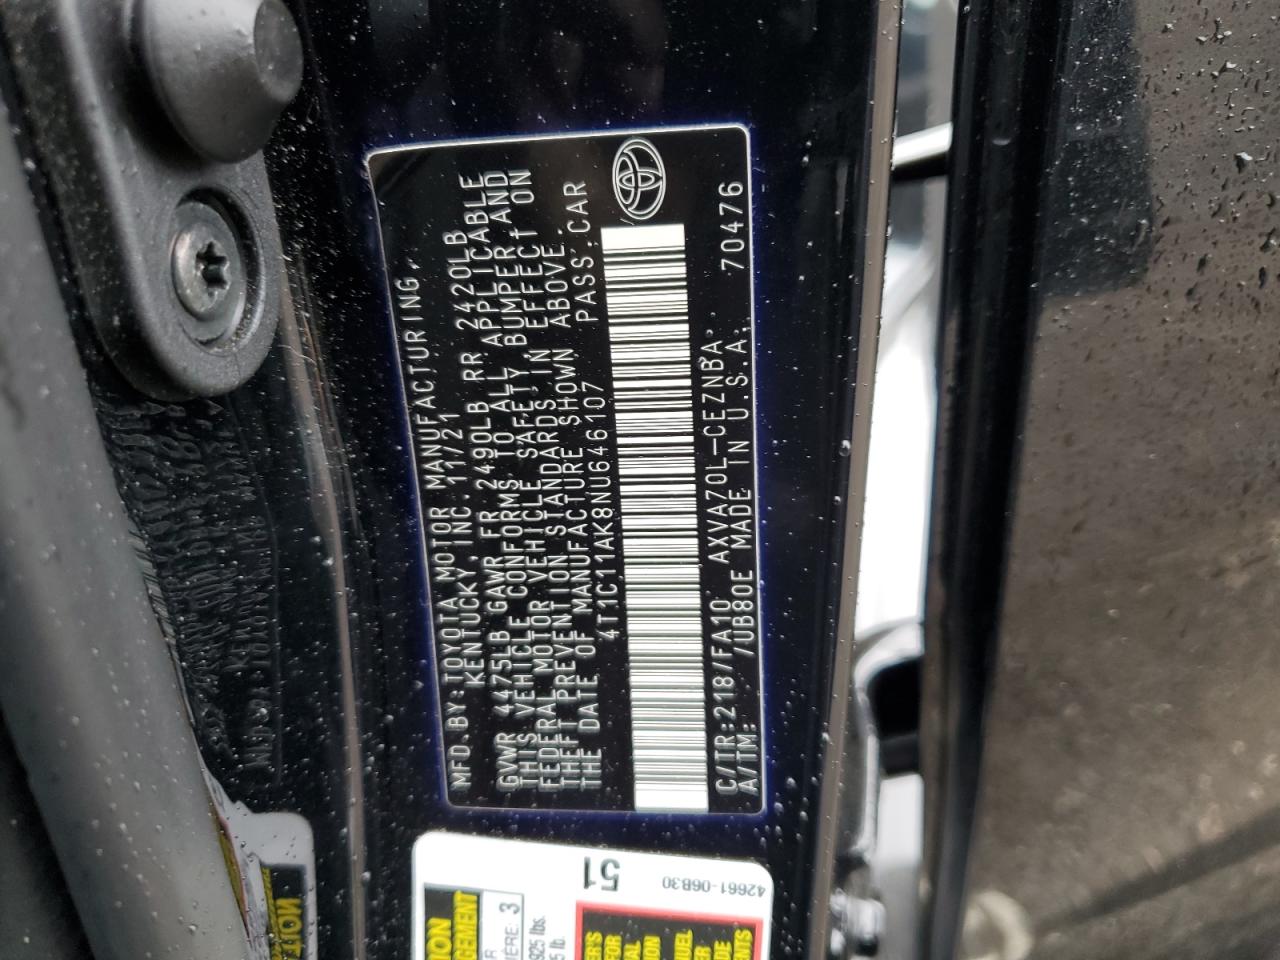 MFD.BY:TOYOTA MOTOR MANUFACTURING,
KENTUCKY, INC. 11/21
GVWR 4475LB GAWR FR 2490LB RR 2420LB
THIS VEHICLE CONFORMS TO ALL APPLICABLE
FEDERAL MOTOR VEHICLE SAFETY, BUMPER, AND
THEFT PREVENTION STANDARDS IN EFFECT ON
THE DATE OF MANUFACTURE SHOWN ABOVE.
4T1C11AK8NU646107 PASS.CAR
C/TR:218/FA10 AXVA70L-CEZNBA. 70476
A/TM: /UB80E MADE IN U.S.A.
51
42661-06B30